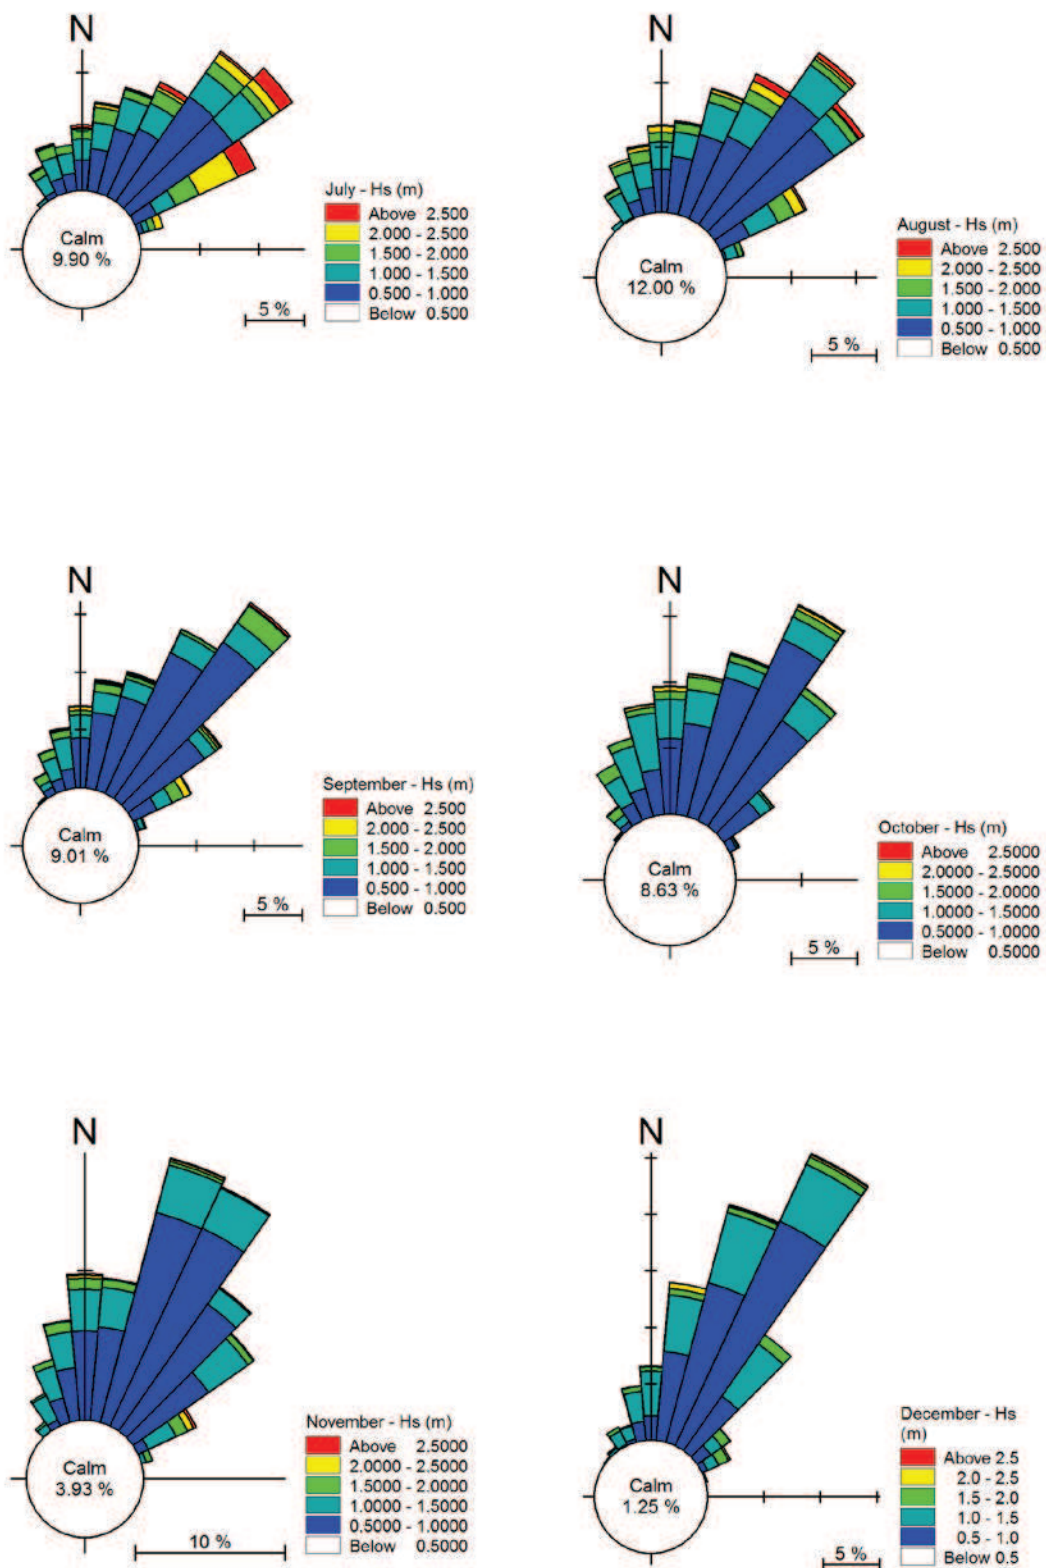 N
Calm
9.90 %
5 %
July - Hs (m)
Above 2.500
2.000 - 2.500
1.500 - 2.000
1.000 - 1.500
0.500 - 1.000
Below 0.500
N
Calm
12.00 %
5 %
August - Hs (m)
Above 2.500
2.000 - 2.500
1.500 - 2.000
1.000 - 1.500
0.500 - 1.000
Below 0.500
N
Calm
9.01 %
5 %
September - Hs (m)
Above 2.500
2.000 - 2.500
1.500 - 2.000
1.000 - 1.500
0.500 - 1.000
Below 0.500
N
Calm
8.63 %
5 %
October - Hs (m)
Above 2.5000
2.0000 - 2.5000
1.5000 - 2.0000
1.0000 - 1.5000
0.5000 - 1.0000
Below 0.5000
N
Calm
3.93 %
10 %
November - Hs (m)
Above 2.5000
2.0000 - 2.5000
1.5000 - 2.0000
1.0000 - 1.5000
0.5000 - 1.0000
Below 0.5000
N
Calm
1.25 %
5 %
December - Hs
(m)
Above 2.5
2.0 - 2.5
1.5 - 2.0
1.0 - 1.5
0.5 - 1.0
Below 0.5